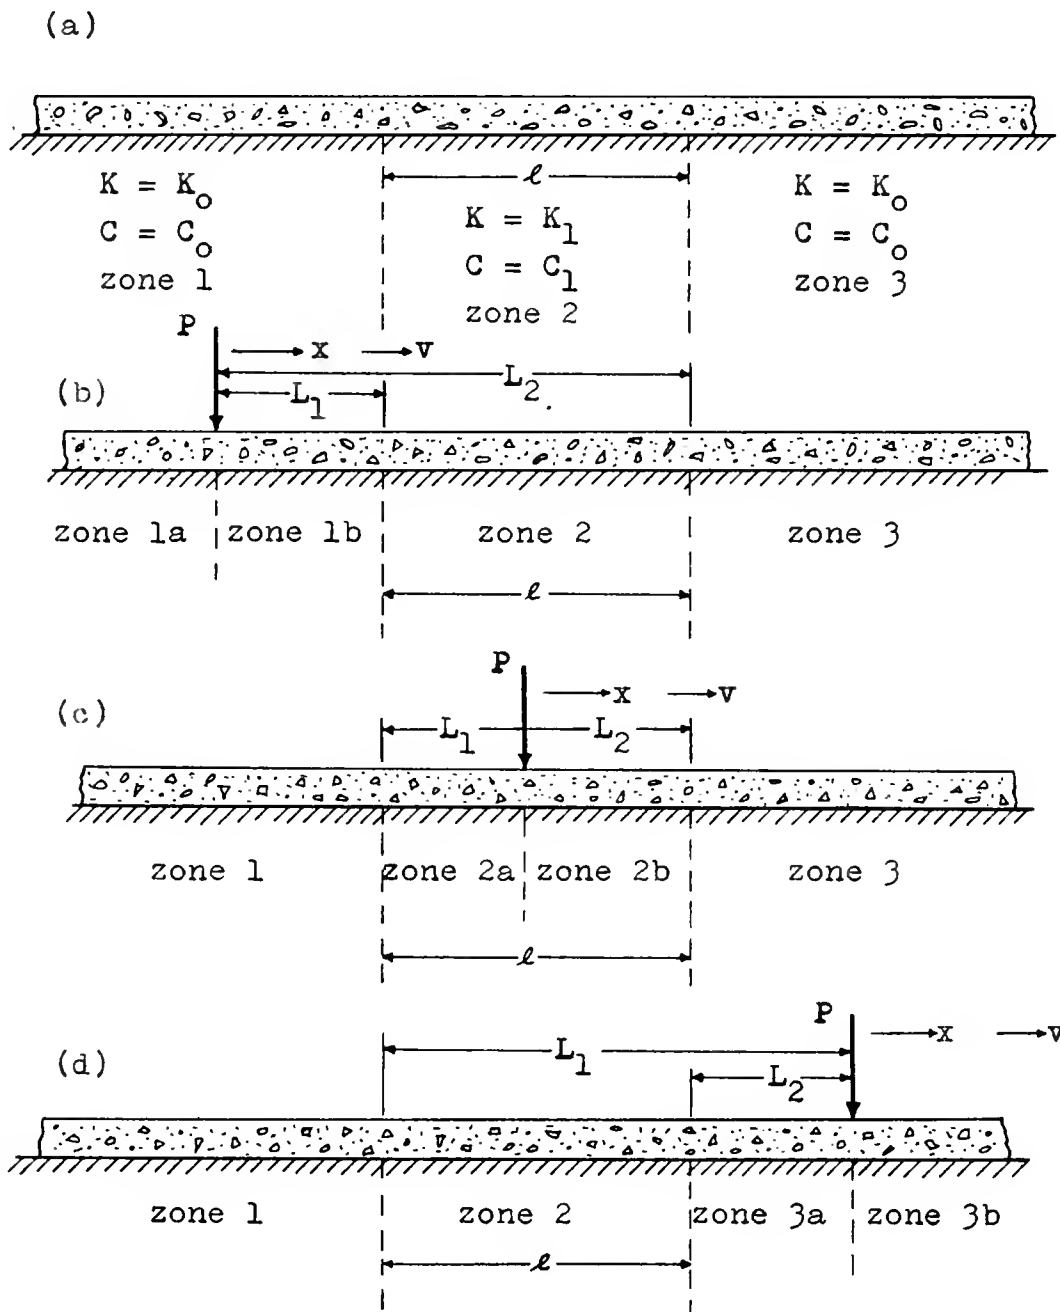 (a)
ℓ
K = K₀
C = C₀
zone 1
K = K₁
C = C₁
zone 2
K = K₀
C = C₀
zone 3
P
x v
L₂
(b)
L₁
zone 1a zone 1b zone 2 zone 3
ℓ
P
x v
(c)
L₁ L₂
zone 1 zone 2a zone 2b zone 3
ℓ
P
x v
L₁
(d)
L₂
zone 1 zone 2 zone 3a zone 3b
ℓ